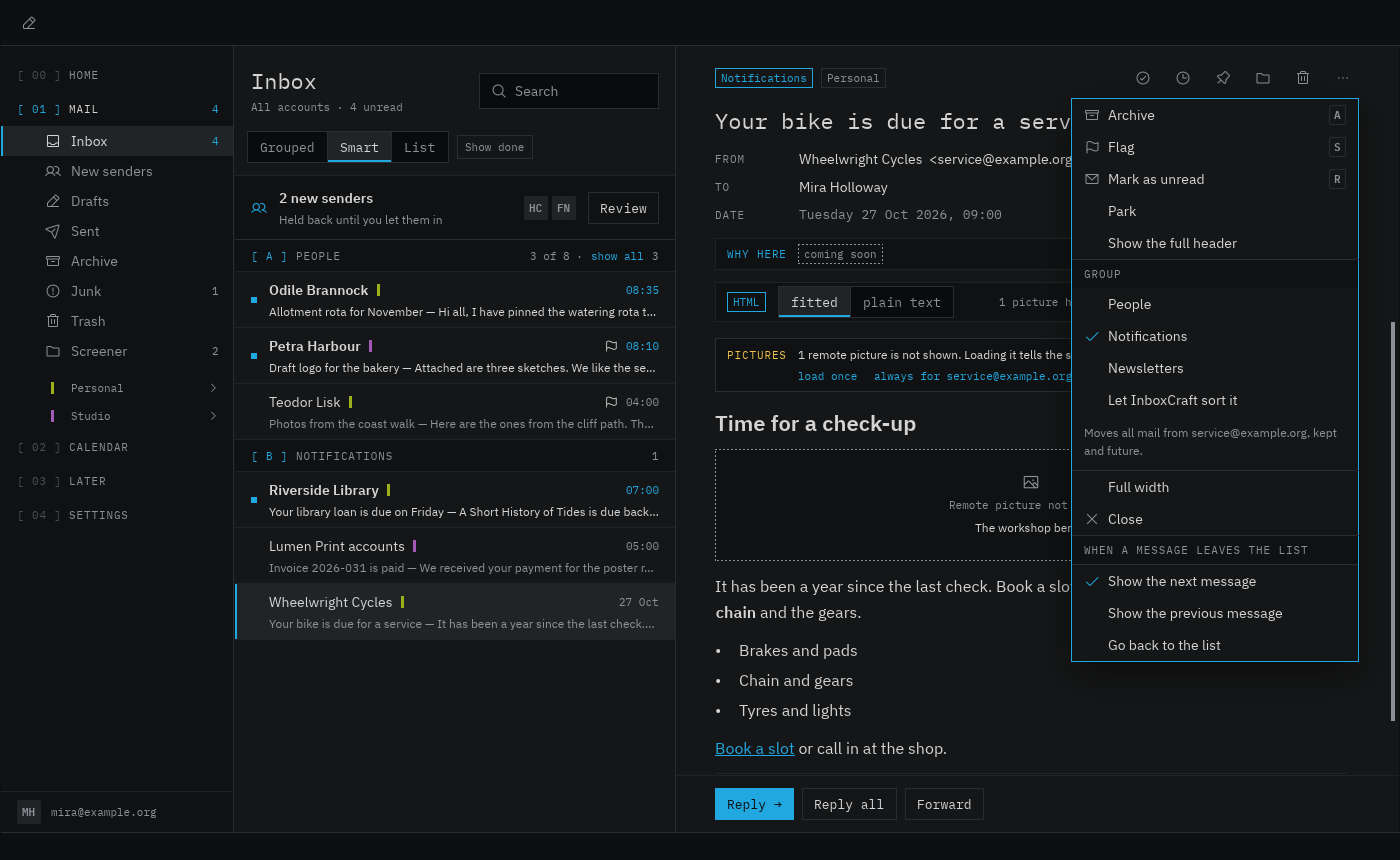 [ 00 ] HOME
[ 01 ] MAIL 4
Inbox 4
New senders
Drafts
Sent
Archive
Junk 1
Trash
Screener 2
Personal
Studio
[ 02 ] CALENDAR
[ 03 ] LATER
[ 04 ] SETTINGS
MH mira@example.org
Inbox
All accounts · 4 unread
Search
Grouped Smart List Show done
2 new senders
Held back until you let them in
HC FN Review
[ A ] PEOPLE 3 of 8 · show all 3
Odile Brannock 08:35
Allotment rota for November — Hi all, I have pinned the watering rota t…
Petra Harbour 08:10
Draft logo for the bakery — Attached are three sketches. We like the se…
Teodor Lisk 04:00
Photos from the coast walk — Here are the ones from the cliff path. Th…
[ B ] NOTIFICATIONS 1
Riverside Library 07:00
Your library loan is due on Friday — A Short History of Tides is due back…
Lumen Print accounts 05:00
Invoice 2026-031 is paid — We received your payment for the poster r…
Wheelwright Cycles 27 Oct
Your bike is due for a service — It has been a year since the last check.…
Notifications Personal
Your bike is due for a serv
FROM Wheelwright Cycles <service@example.org
TO Mira Holloway
DATE Tuesday 27 Oct 2026, 09:00
WHY HERE coming soon
HTML fitted plain text 1 picture h
PICTURES 1 remote picture is not shown. Loading it tells the s
load once always for service@example.org
Time for a check-up
Remote picture not
The workshop ben
It has been a year since the last check. Book a slo
chain and the gears.
• Brakes and pads
• Chain and gears
• Tyres and lights
Book a slot or call in at the shop.
Reply → Reply all Forward
Archive A
Flag S
Mark as unread R
Park
Show the full header
GROUP
People
Notifications
Newsletters
Let InboxCraft sort it
Moves all mail from service@example.org, kept
and future.
Full width
Close
WHEN A MESSAGE LEAVES THE LIST
Show the next message
Show the previous message
Go back to the list